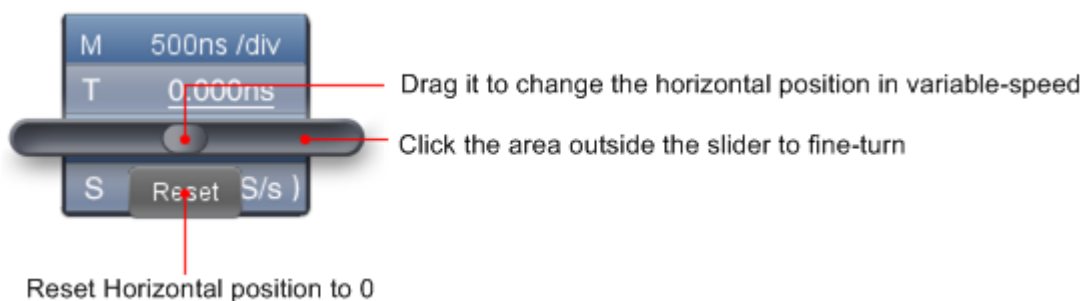 M 500ns /div
T 0.000ns
Drag it to change the horizontal position in variable-speed
Click the area outside the slider to fine-turn
S Reset S/s )
Reset Horizontal position to 0